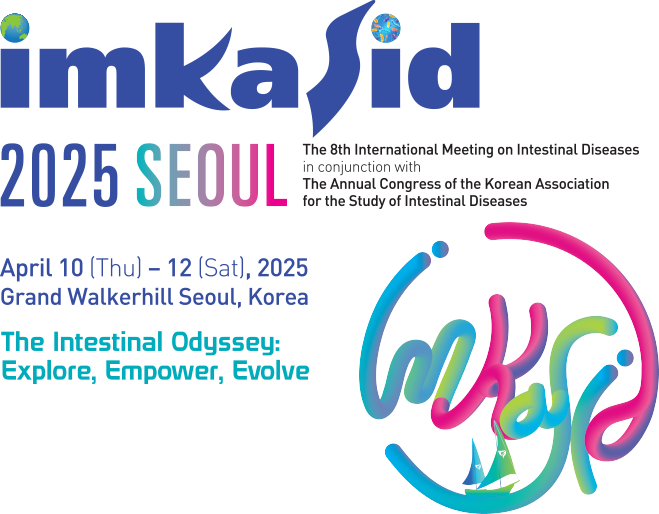 imkasid
2025 SEOUL
The 8th International Meeting on Intestinal Diseases
in conjunction with
The Annual Congress of the Korean Association
for the Study of Intestinal Diseases
April 10 (Thu) – 12 (Sat), 2025
Grand Walkerhill Seoul, Korea
The Intestinal Odyssey:
Explore, Empower, Evolve
imkasid